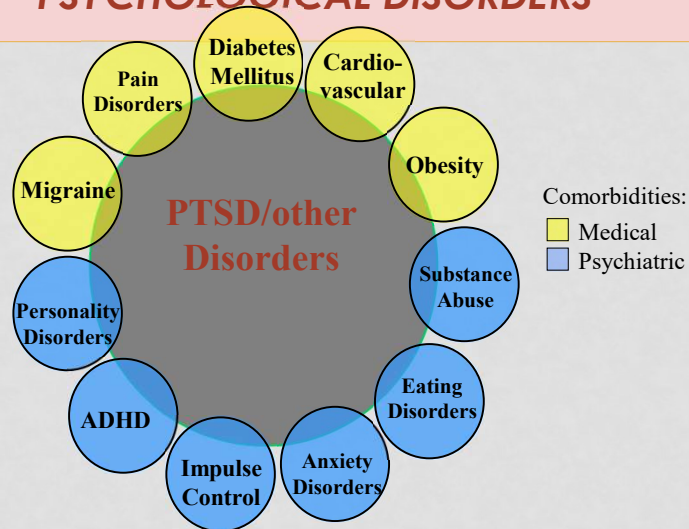 PSYCHOLOGICAL DISORDERS
Diabetes
Mellitus
Cardio-
vascular
Pain
Disorders
Obesity
Migraine
PTSD/other
Disorders
Comorbidities:
Medical
Psychiatric
Substance
Abuse
Personality
Disorders
Eating
Disorders
ADHD
Impulse
Control
Anxiety
Disorders